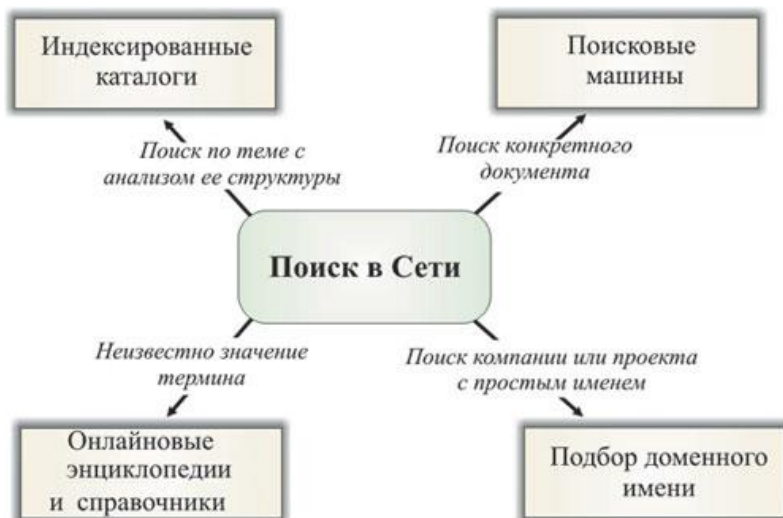 Индексированные
каталоги
Поисковые
машины
Поиск по теме с
анализом ее структуры
Поиск конкретного
документа
Поиск в Сети
Неизвестно значение
термина
Поиск компании или проекта
с простым именем
Онлайновые
энциклопедии
и справочники
Подбор доменного
имени